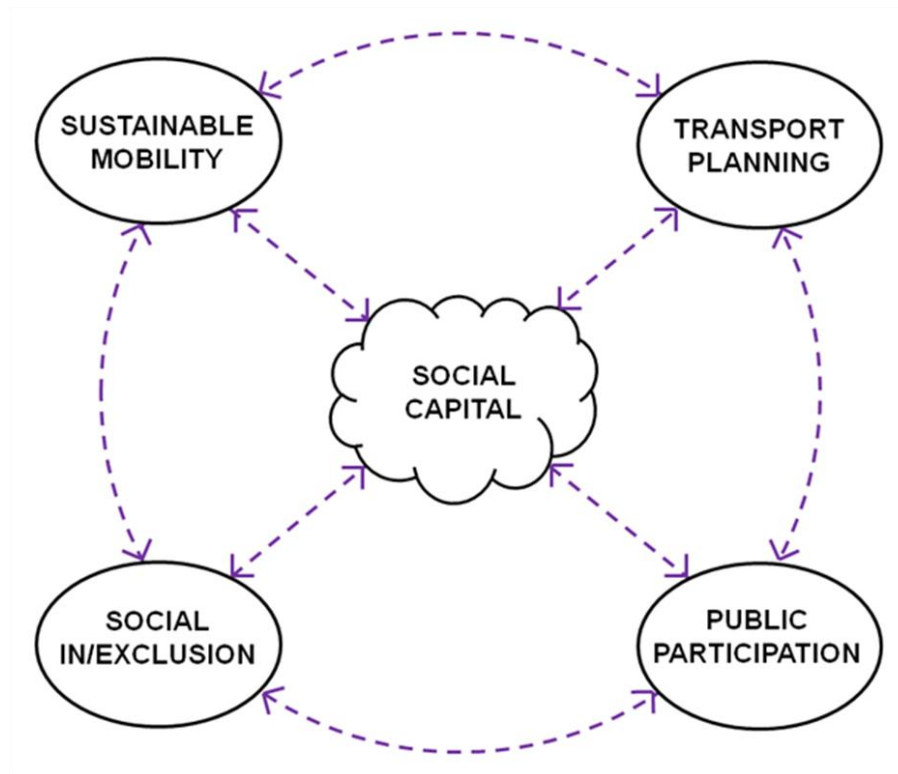 SUSTAINABLE
MOBILITY
TRANSPORT
PLANNING
SOCIAL
CAPITAL
SOCIAL
IN/EXCLUSION
PUBLIC
PARTICIPATION